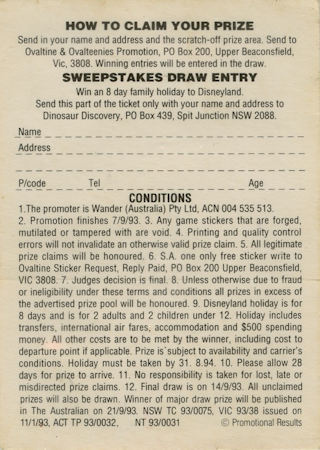 HOW TO CLAIM YOUR PRIZE
Send in your name and address and the scratch-off prize area. Send to
Ovaltine & Ovalteenies Promotion, PO Box 200, Upper Beaconsfield,
Vic, 3808. Winning entries will be entered in the draw.
SWEEPSTAKES DRAW ENTRY
Win an 8 day family holiday to Disneyland.
Send this part of the ticket only with your name and address to
Dinosaur Discovery, PO Box 439, Spit Junction NSW 2088.
Name
Address
P/code Tel Age
CONDITIONS
1.The promoter is Wander (Australia) Pty Ltd, ACN 004 535 513.
2. Promotion finishes 7/9/93. 3. Any game stickers that are forged,
mutilated or tampered with are void. 4. Printing and quality control
errors will not invalidate an otherwise valid prize claim. 5. All legitimate
prize claims will be honoured. 6. S.A. one only free sticker write to
Ovaltine Sticker Request, Reply Paid, PO Box 200 Upper Beaconsfield,
VIC 3808. 7. Judges decision is final. 8. Unless otherwise due to fraud
or ineligibility under these terms and conditions all prizes in excess of
the advertised prize pool will be honoured. 9. Disneyland holiday is for
8 days and is for 2 adults and 2 children under 12. Holiday includes
transfers, international air fares, accommodation and $500 spending
money. All other costs are to be met by the winner, including cost to
departure point if applicable. Prize is subject to availability and carrier's
conditions. Holiday must be taken by 31. 8.94. 10. Please allow 28
days for prize to arrive. 11. No responsibility is taken for lost, late or
misdirected prize claims. 12. Final draw is on 14/9/93. All unclaimed
prizes will also be drawn. Winner of major draw prize will be published
in The Australian on 21/9/93. NSW TC 93/0075, VIC 93/38 issued on
11/1/93, ACT TP 93/0032, NT 93/0031 © Promotional Results